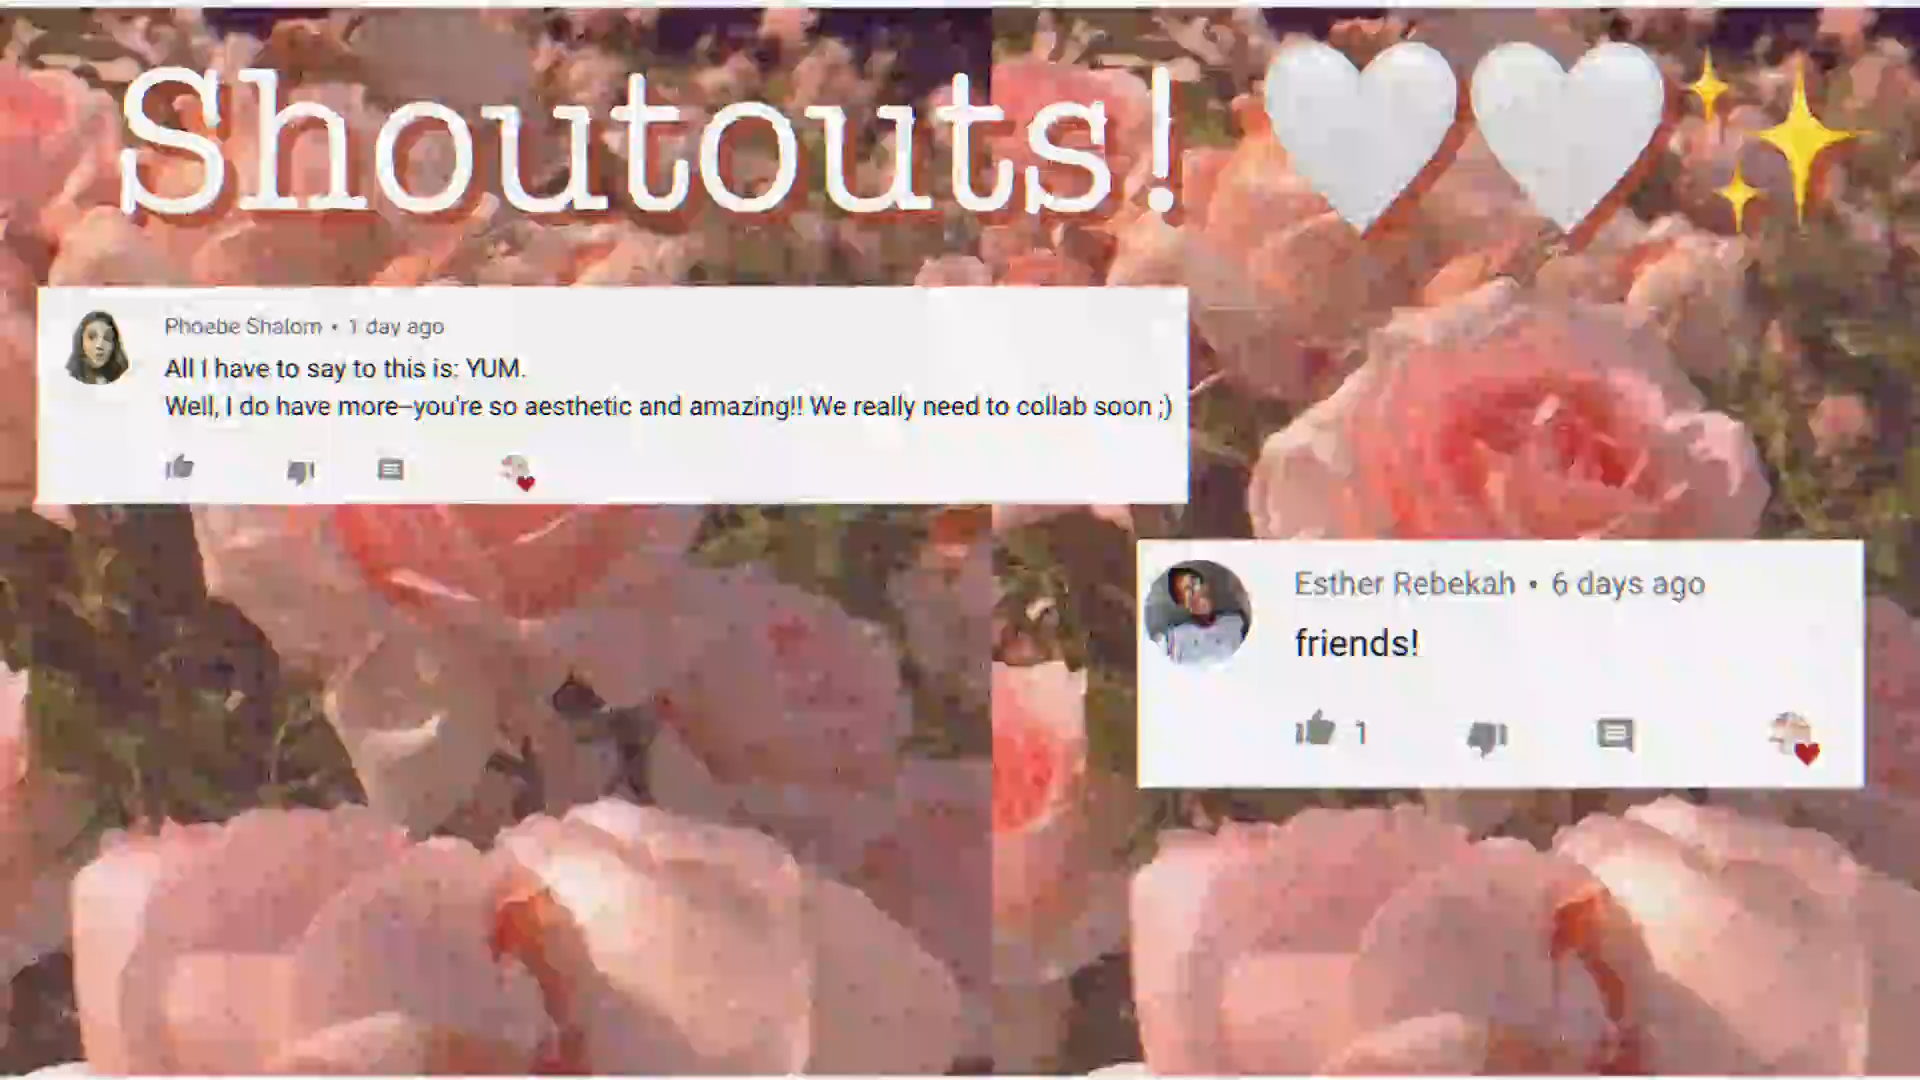 Shoutouts! 🤍🤍✨
Phoebe Shalom • 1 day ago
All I have to say to this is: YUM.
Well, I do have more–you're so aesthetic and amazing!! We really need to collab soon ;)
Esther Rebekah • 6 days ago
friends!
1